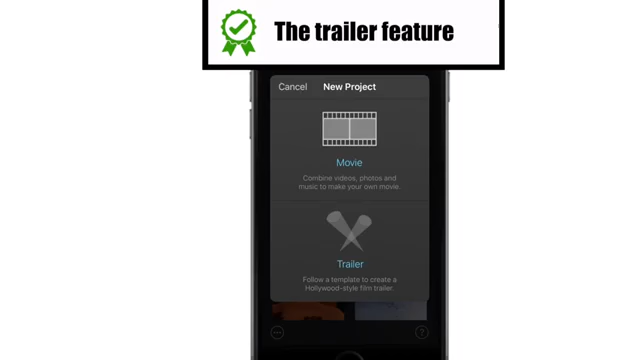 The trailer feature
Cancel
New Project
Movie
Combine videos, photos and
music to make your own movie.
Trailer
Follow a template to create a
Hollywood-style film trailer.
?